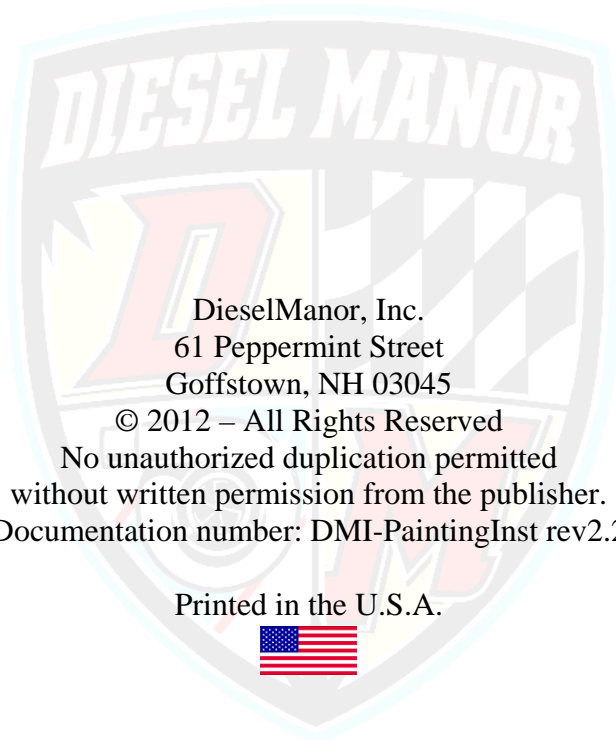 DIESEL MANOR
D
DieselManor, Inc.
61 Peppermint Street
Goffstown, NH 03045
© 2012 – All Rights Reserved
No unauthorized duplication permitted
without written permission from the publisher.
Documentation number: DMI-PaintingInst rev2.2
M
Printed in the U.S.A.